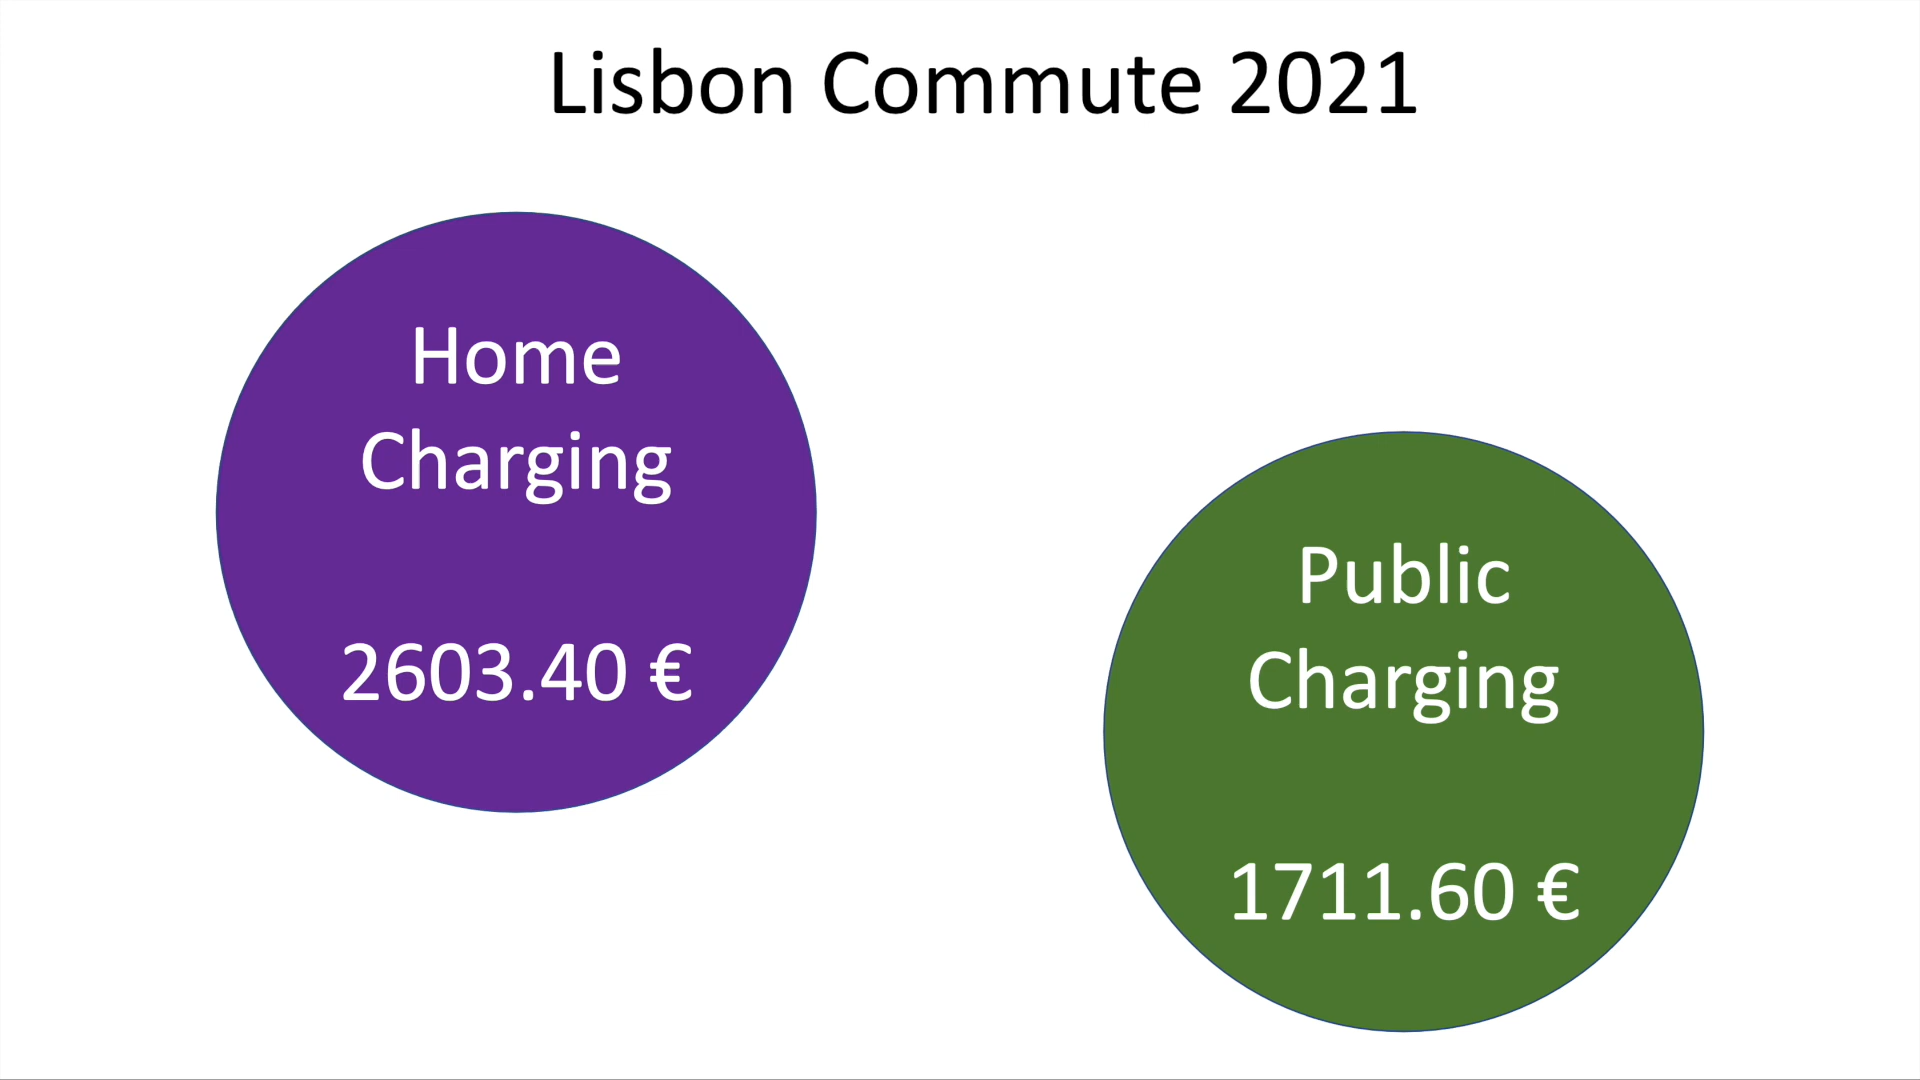 Lisbon Commute 2021
Home
Charging
2603.40 €
Public
Charging
1711.60 €